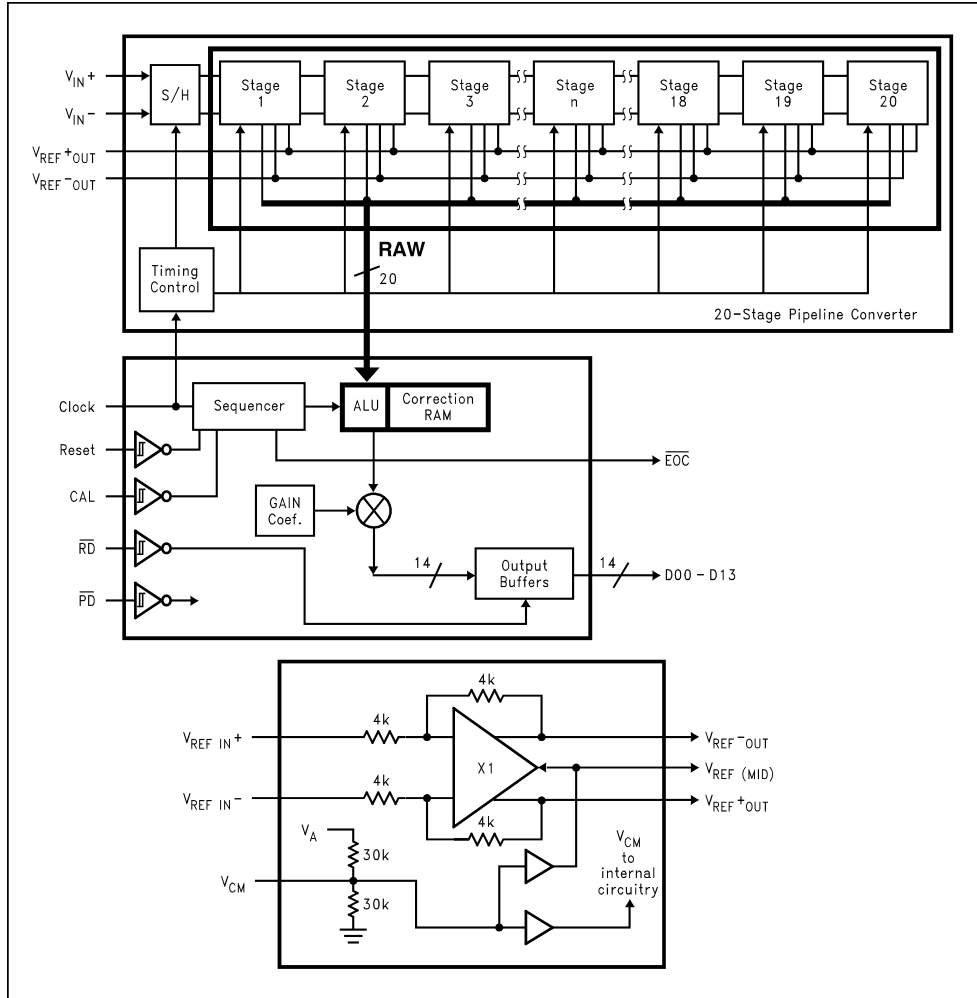 V_IN+
V_IN-
S/H
Stage 1
Stage 2
Stage 3
Stage n
Stage 18
Stage 19
Stage 20
V_REF+OUT
V_REF-OUT
RAW
20
Timing Control
20-Stage Pipeline Converter
Clock
Sequencer
ALU
Correction RAM
Reset
EOC
CAL
GAIN Coef.
RD
14
Output Buffers
14
D00 - D13
PD
4k
V_REF IN+
4k
V_REF-OUT
X1
V_REF (MID)
V_REF IN-
4k
V_REF+OUT
4k
V_A
30k
V_CM
30k
V_CM to internal circuitry